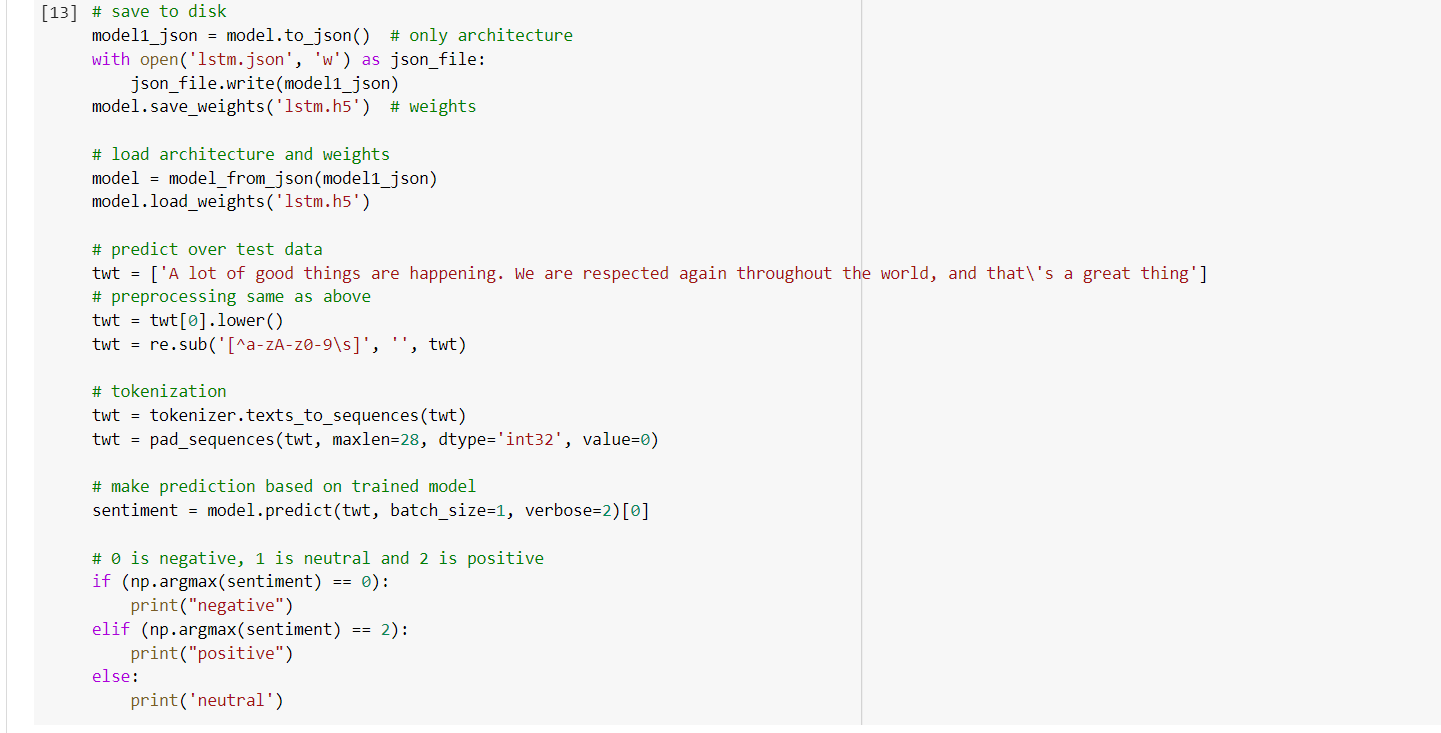 [13] # save to disk
model1_json = model.to_json()  # only architecture
with open('lstm.json', 'w') as json_file:
    json_file.write(model1_json)
model.save_weights('lstm.h5')  # weights

# load architecture and weights
model = model_from_json(model1_json)
model.load_weights('lstm.h5')

# predict over test data
twt = ['A lot of good things are happening. We are respected again throughout the world, and that\'s a great thing']
# preprocessing same as above
twt = twt[0].lower()
twt = re.sub('[^a-zA-z0-9\s]', '', twt)

# tokenization
twt = tokenizer.texts_to_sequences(twt)
twt = pad_sequences(twt, maxlen=28, dtype='int32', value=0)

# make prediction based on trained model
sentiment = model.predict(twt, batch_size=1, verbose=2)[0]

# 0 is negative, 1 is neutral and 2 is positive
if (np.argmax(sentiment) == 0):
    print("negative")
elif (np.argmax(sentiment) == 2):
    print("positive")
else:
    print('neutral')